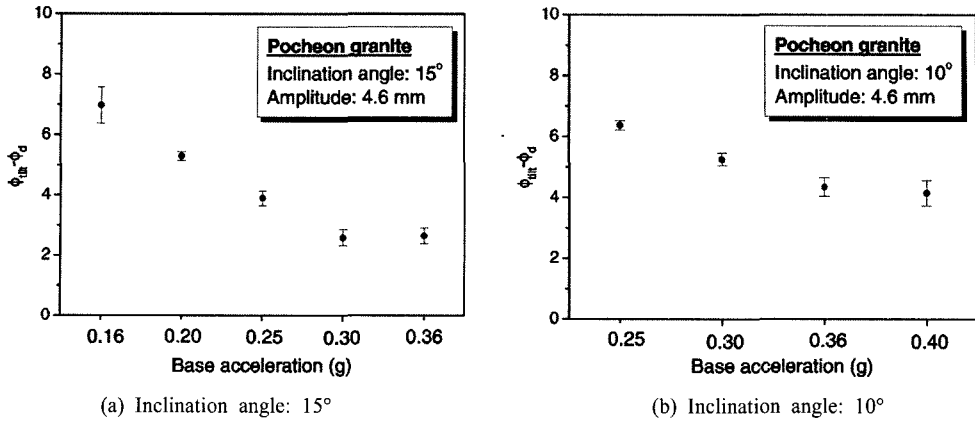 10
8
6
4
2
0
ϕtilt-ϕd
Pocheon granite
Inclination angle: 15°
Amplitude: 4.6 mm
0.16 0.20 0.25 0.30 0.36
Base acceleration (g)
(a) Inclination angle: 15°
10
8
6
4
2
0
ϕtilt-ϕd
Pocheon granite
Inclination angle: 10°
Amplitude: 4.6 mm
0.25 0.30 0.36 0.40
Base acceleration (g)
(b) Inclination angle: 10°